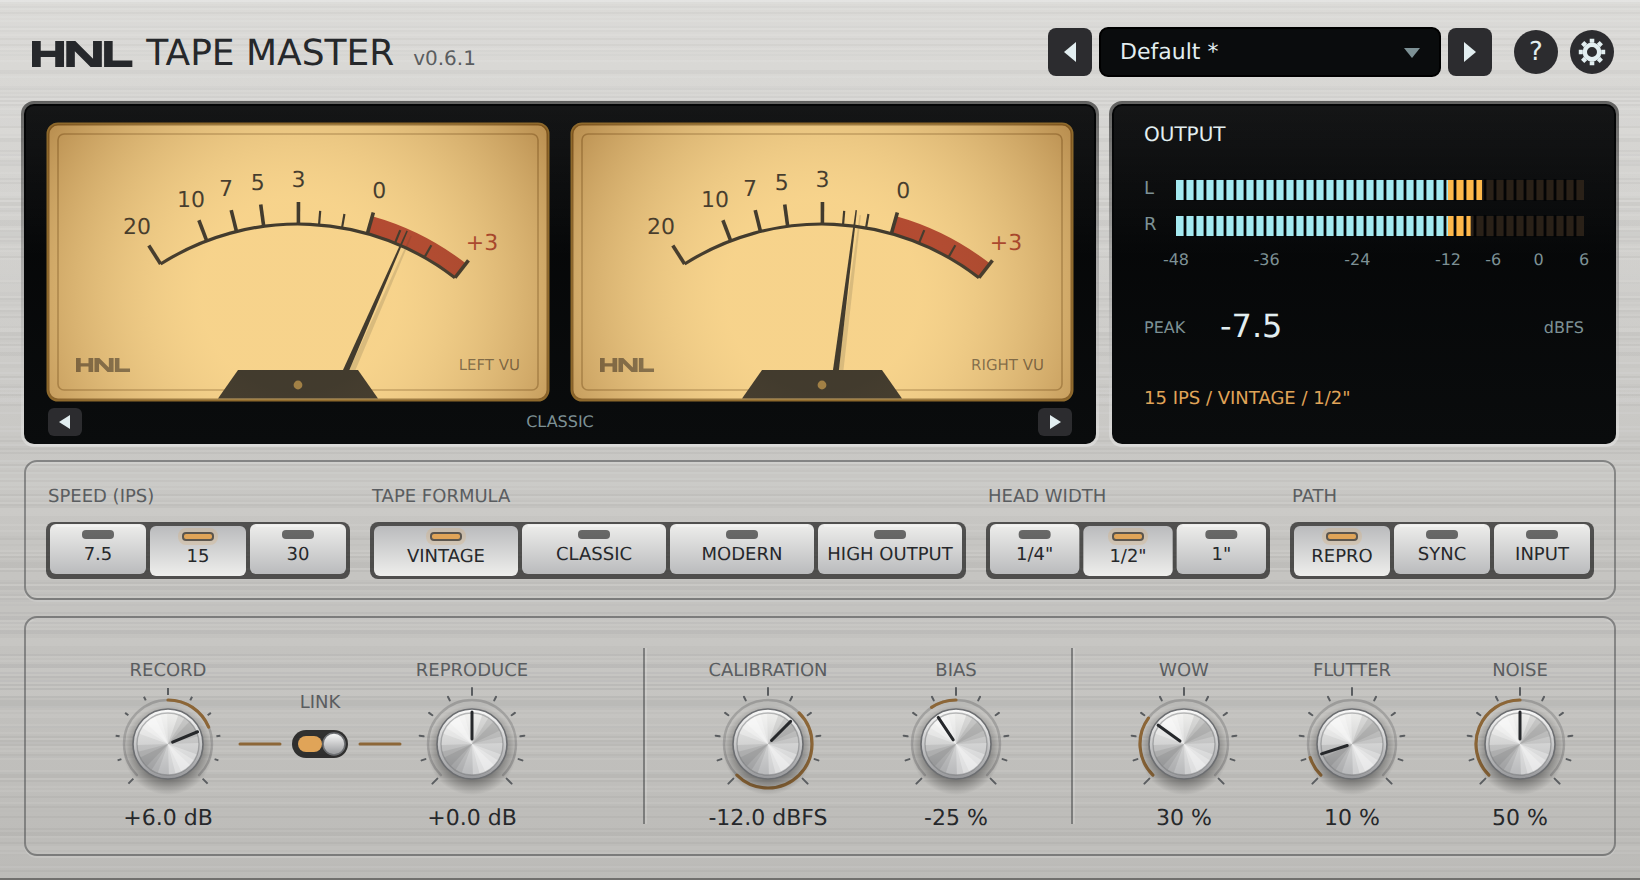 HNL TAPE MASTER v0.6.1
Default *
?
20 10 7 5 3 0 +3
HNL LEFT VU
20 10 7 5 3 0 +3
HNL RIGHT VU
CLASSIC
OUTPUT
L
R
-48 -36 -24 -12 -6 0 6
PEAK -7.5 dBFS
15 IPS / VINTAGE / 1/2"
SPEED (IPS) TAPE FORMULA HEAD WIDTH PATH
7.5 15 30 VINTAGE CLASSIC MODERN HIGH OUTPUT 1/4" 1/2" 1" REPRO SYNC INPUT
RECORD REPRODUCE CALIBRATION BIAS WOW FLUTTER NOISE
LINK
+6.0 dB +0.0 dB -12.0 dBFS -25 % 30 % 10 % 50 %